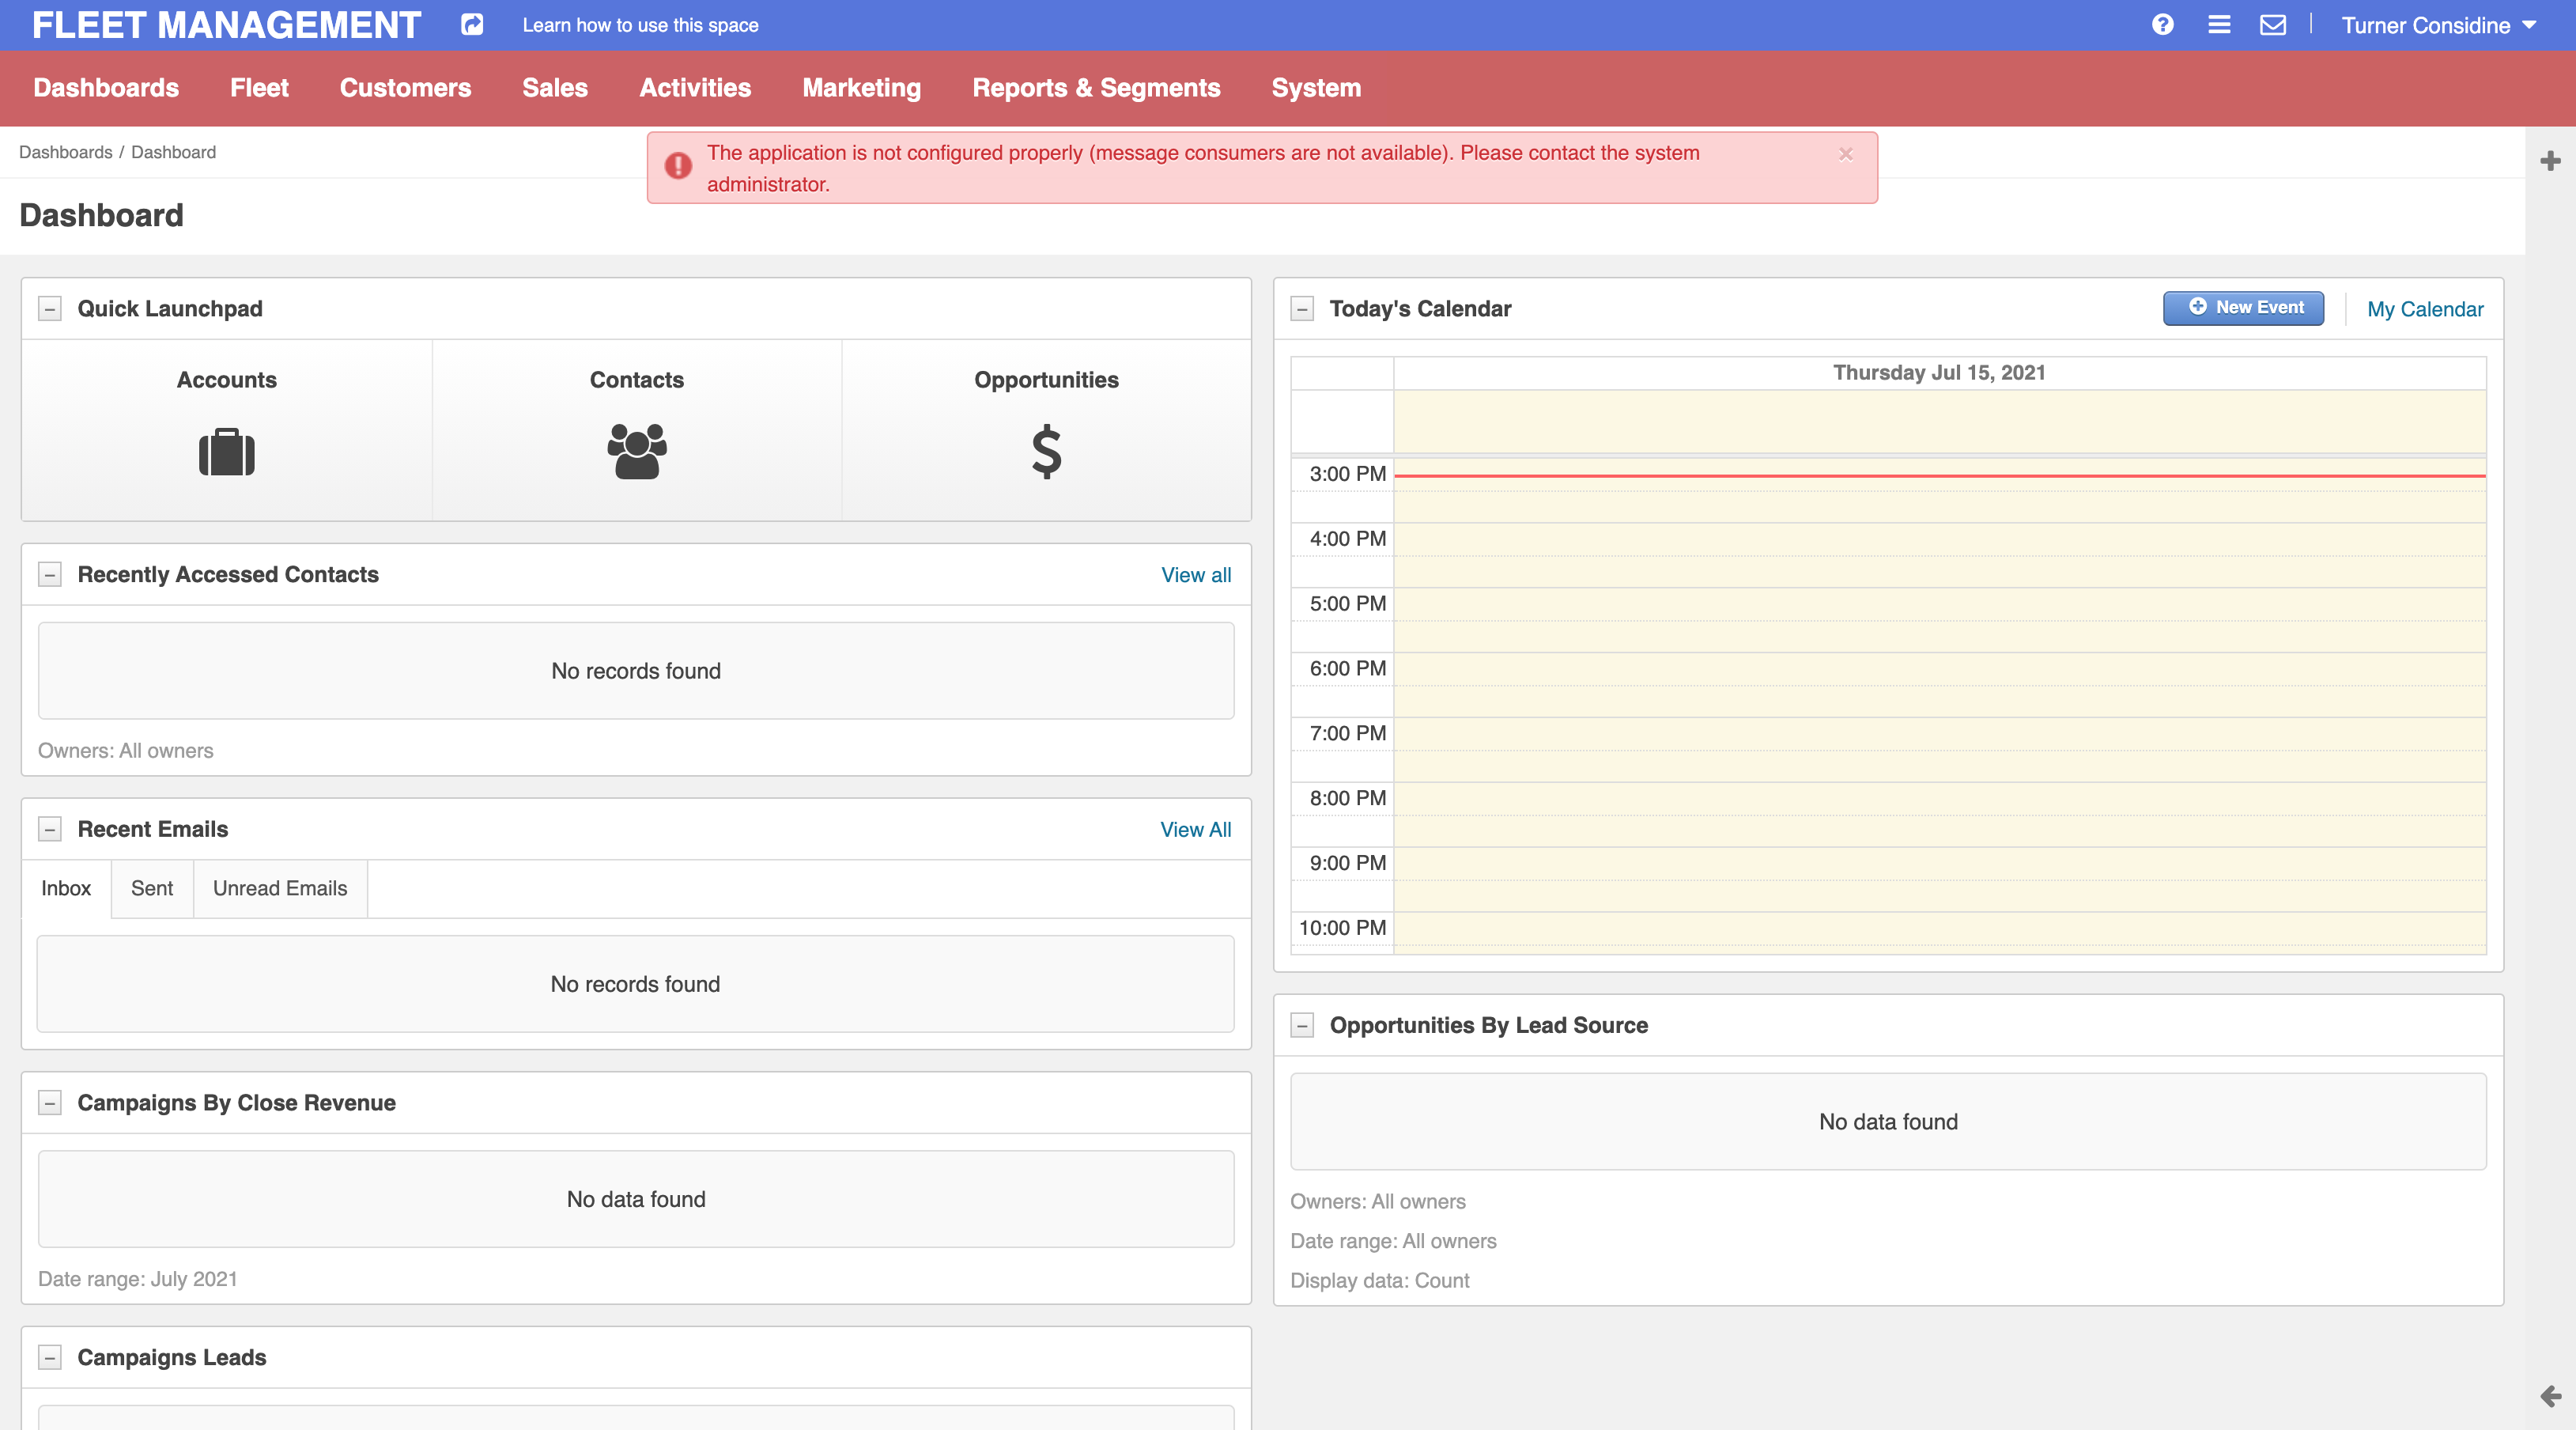 FLEET MANAGEMENT
Learn how to use this space
Turner Considine
Dashboards Fleet Customers Sales Activities Marketing Reports & Segments System
Dashboards / Dashboard
The application is not configured properly (message consumers are not available). Please contact the system
administrator.
×
Dashboard
Quick Launchpad
Accounts
Contacts
Opportunities
Recently Accessed Contacts
View all
No records found
Owners: All owners
Recent Emails
View All
Inbox
Sent
Unread Emails
No records found
Campaigns By Close Revenue
No data found
Date range: July 2021
Campaigns Leads
Today's Calendar
New Event
My Calendar
Thursday Jul 15, 2021
3:00 PM
4:00 PM
5:00 PM
6:00 PM
7:00 PM
8:00 PM
9:00 PM
10:00 PM
Opportunities By Lead Source
No data found
Owners: All owners
Date range: All owners
Display data: Count